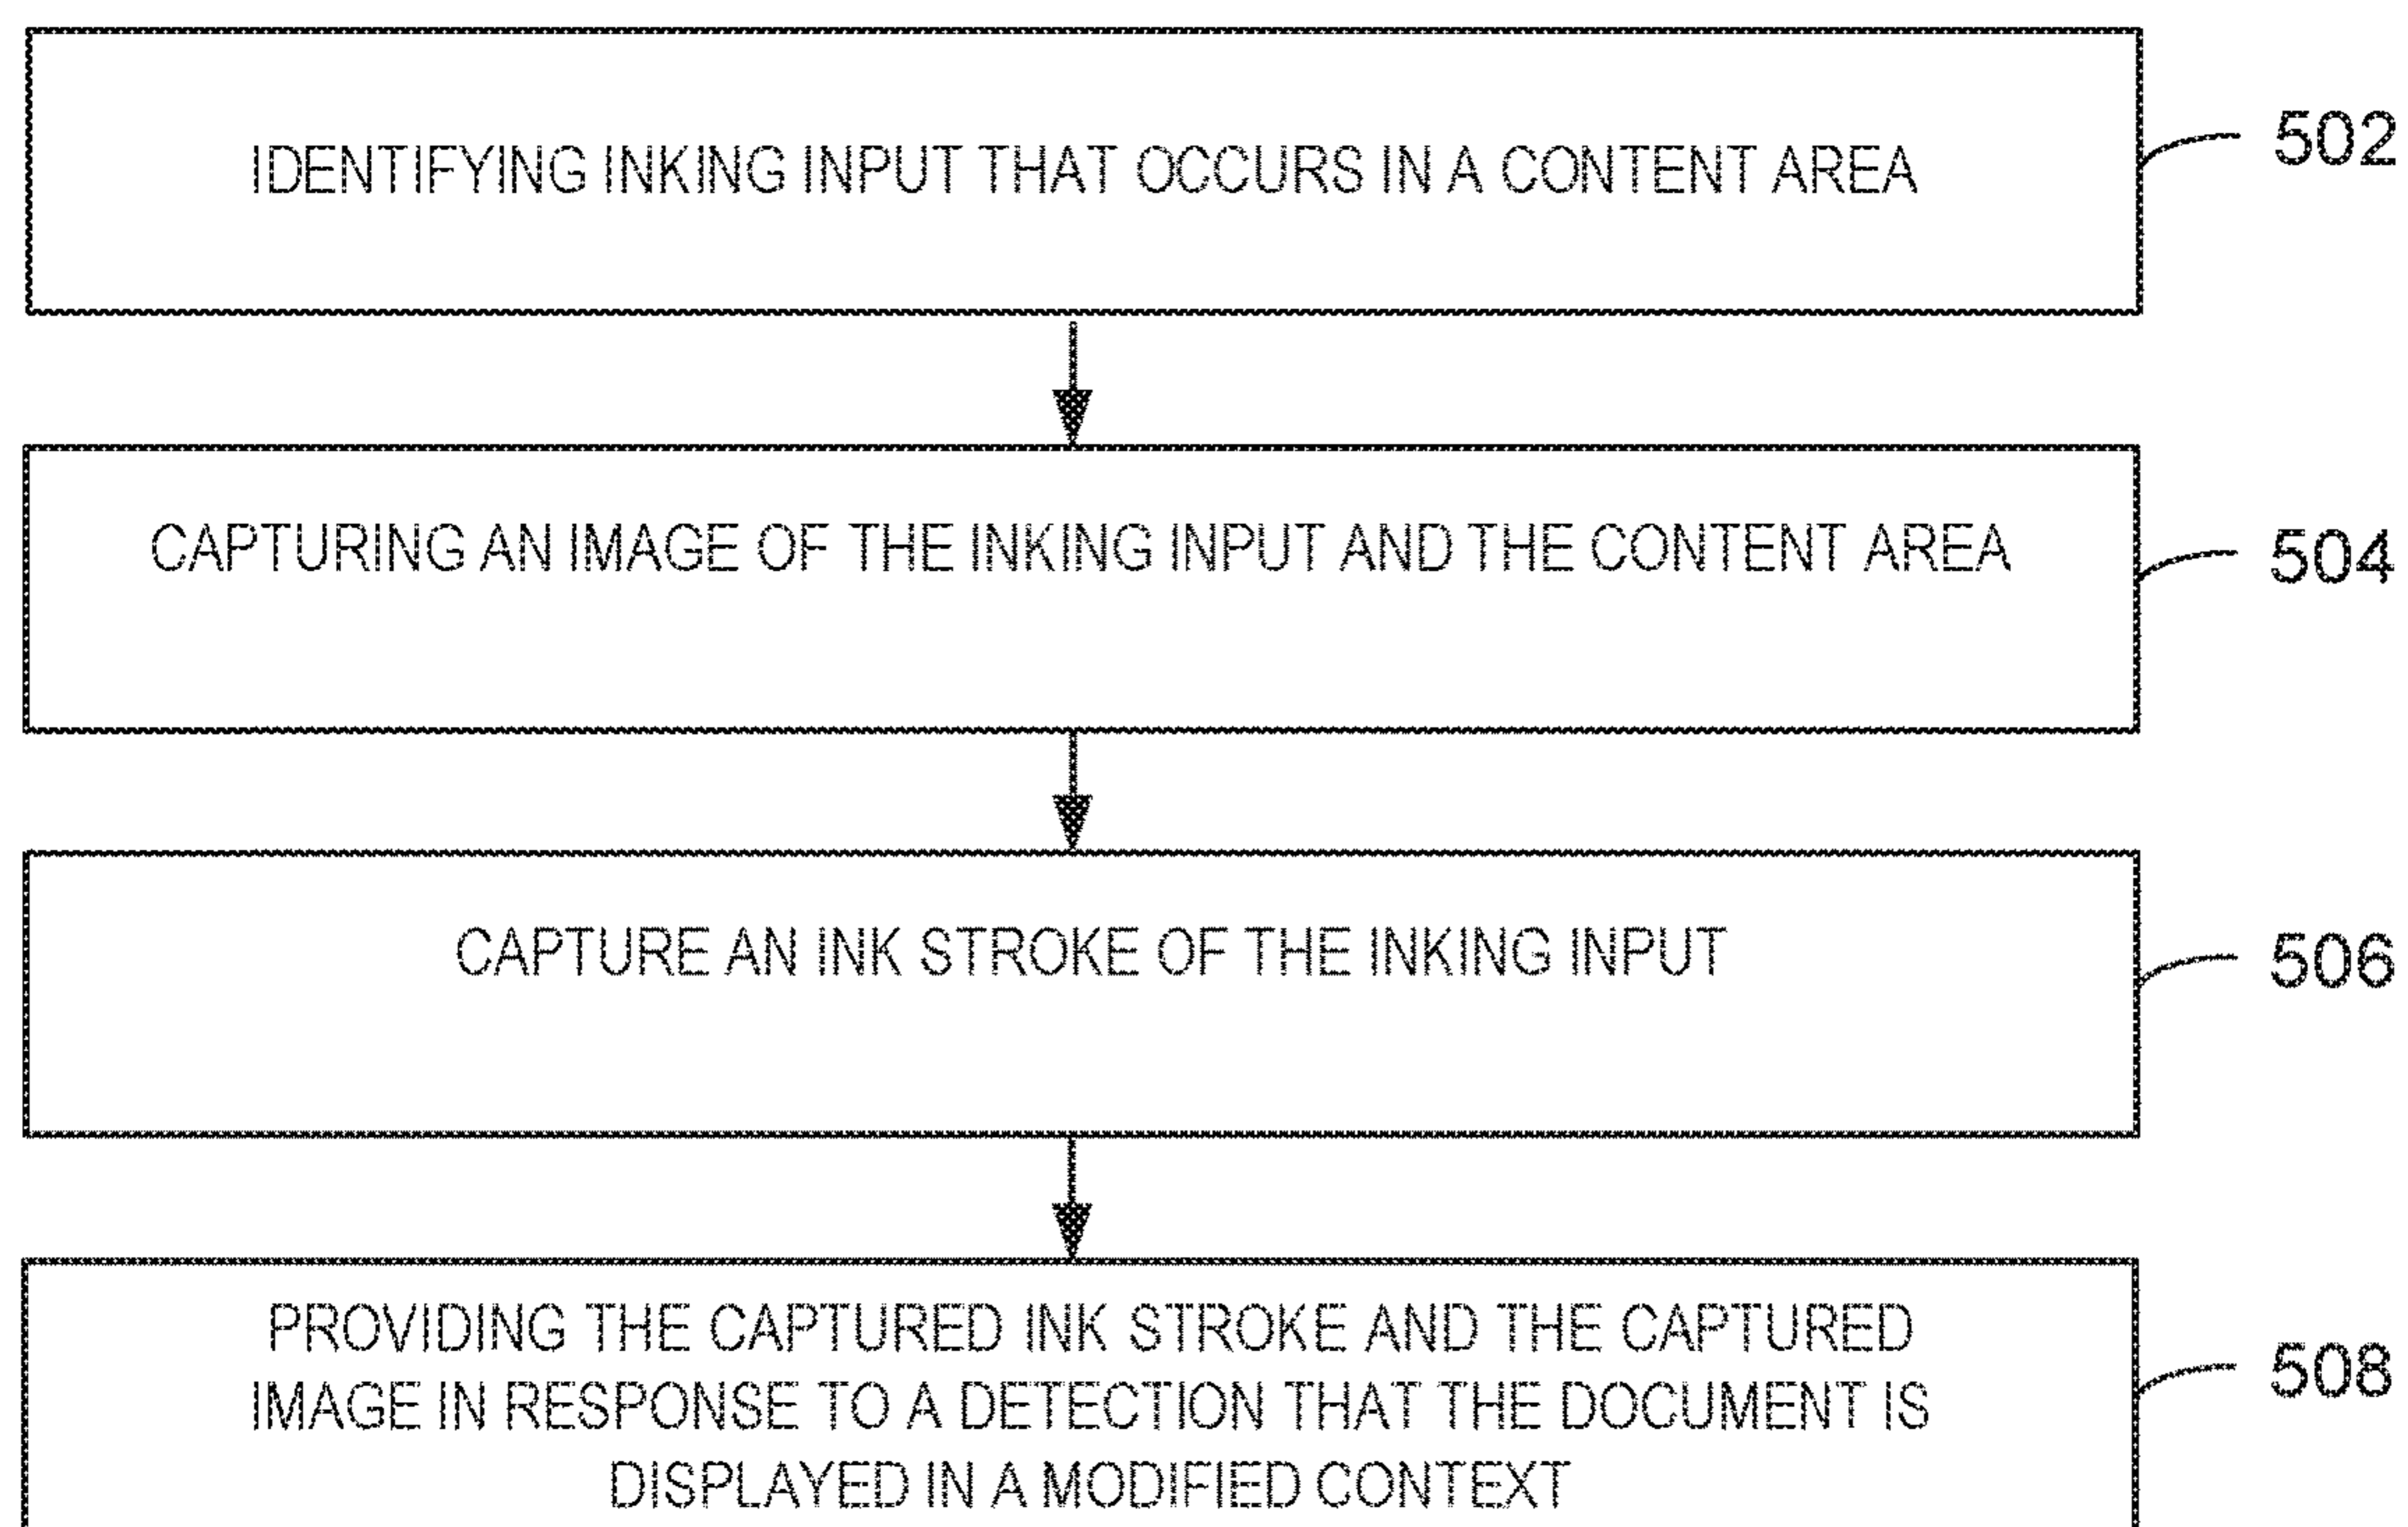 IDENTIFYING INKING INPUT THAT OCCURS IN A CONTENT AREA
502
CAPTURING AN IMAGE OF THE INKING INPUT AND THE CONTENT AREA
504
CAPTURE AN INK STROKE OF THE INKING INPUT
506
PROVIDING THE CAPTURED INK STROKE AND THE CAPTURED
IMAGE IN RESPONSE TO A DETECTION THAT THE DOCUMENT IS
DISPLAYED IN A MODIFIED CONTEXT
508